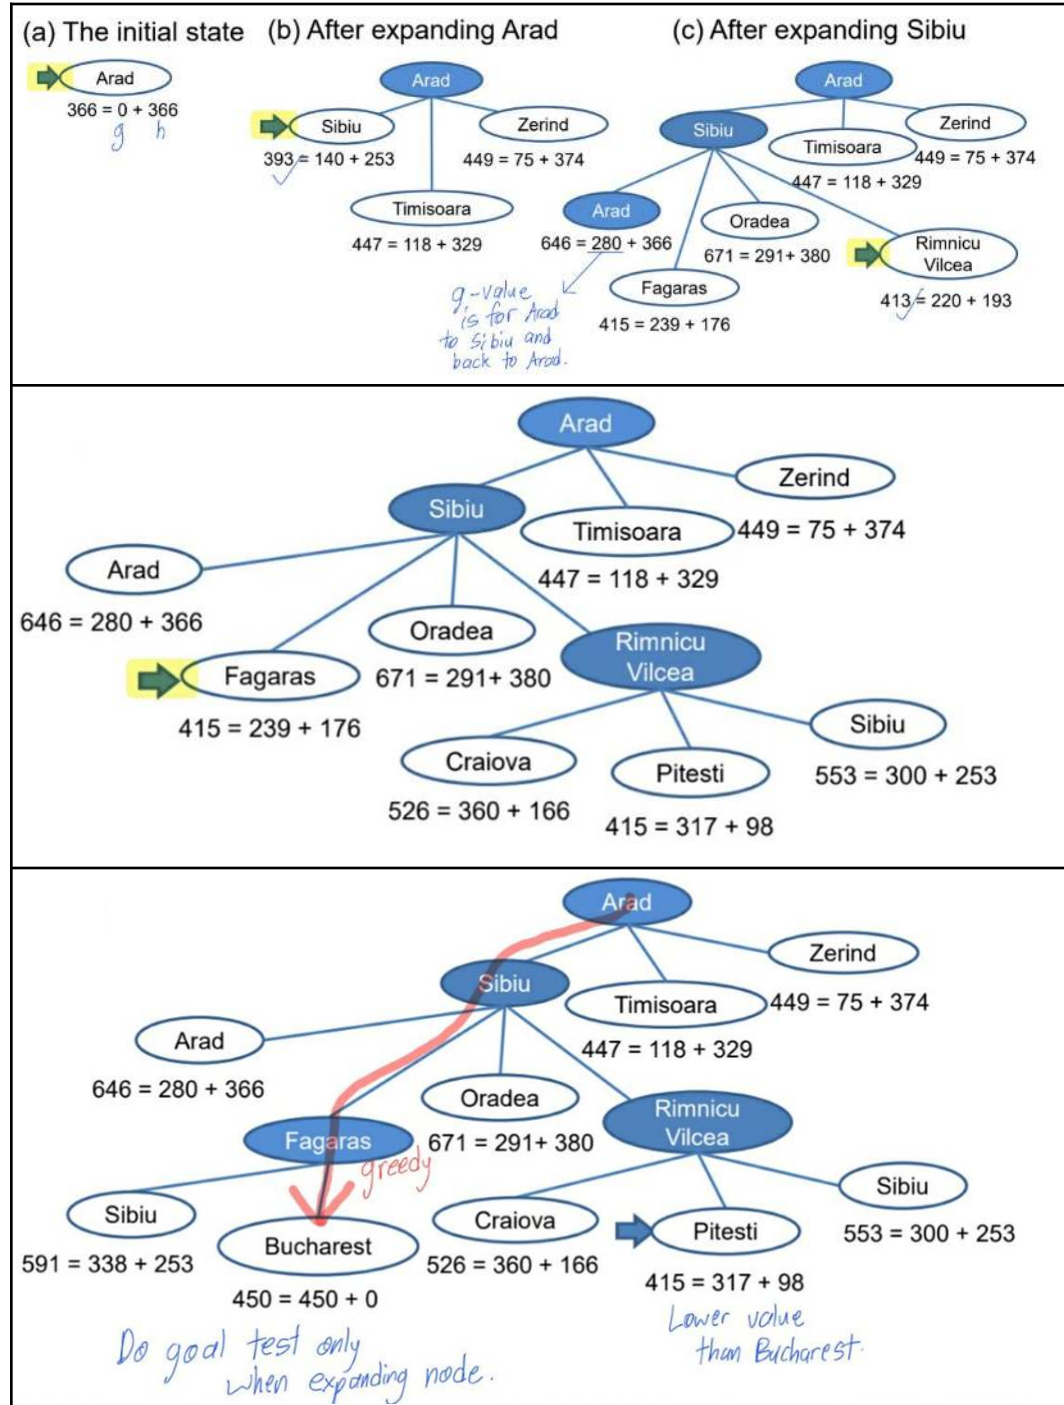 (a) The initial state
Arad
366 = 0 + 366
g h
(b) After expanding Arad
Arad
Sibiu
Zerind
393 = 140 + 253
449 = 75 + 374
Timisoara
447 = 118 + 329
(c) After expanding Sibiu
Arad
Sibiu
Zerind
Timisoara
449 = 75 + 374
447 = 118 + 329
Arad
Oradea
646 = 280 + 366
671 = 291+ 380
Rimnicu
Vilcea
Fagaras
413 = 220 + 193
415 = 239 + 176
g-value
is for Arad
to Sibiu and
back to Arad.
Arad
Zerind
Sibiu
Timisoara
449 = 75 + 374
Arad
447 = 118 + 329
646 = 280 + 366
Oradea
Rimnicu
Vilcea
Fagaras
671 = 291+ 380
415 = 239 + 176
Sibiu
Craiova
Pitesti
553 = 300 + 253
526 = 360 + 166
415 = 317 + 98
Arad
Zerind
Sibiu
Timisoara
449 = 75 + 374
Arad
447 = 118 + 329
646 = 280 + 366
Oradea
Rimnicu
Vilcea
Fagaras
671 = 291+ 380
greedy
Sibiu
Sibiu
Craiova
Pitesti
553 = 300 + 253
Bucharest
591 = 338 + 253
526 = 360 + 166
415 = 317 + 98
450 = 450 + 0
Do goal test only
when expanding node.
Lower value
than Bucharest.